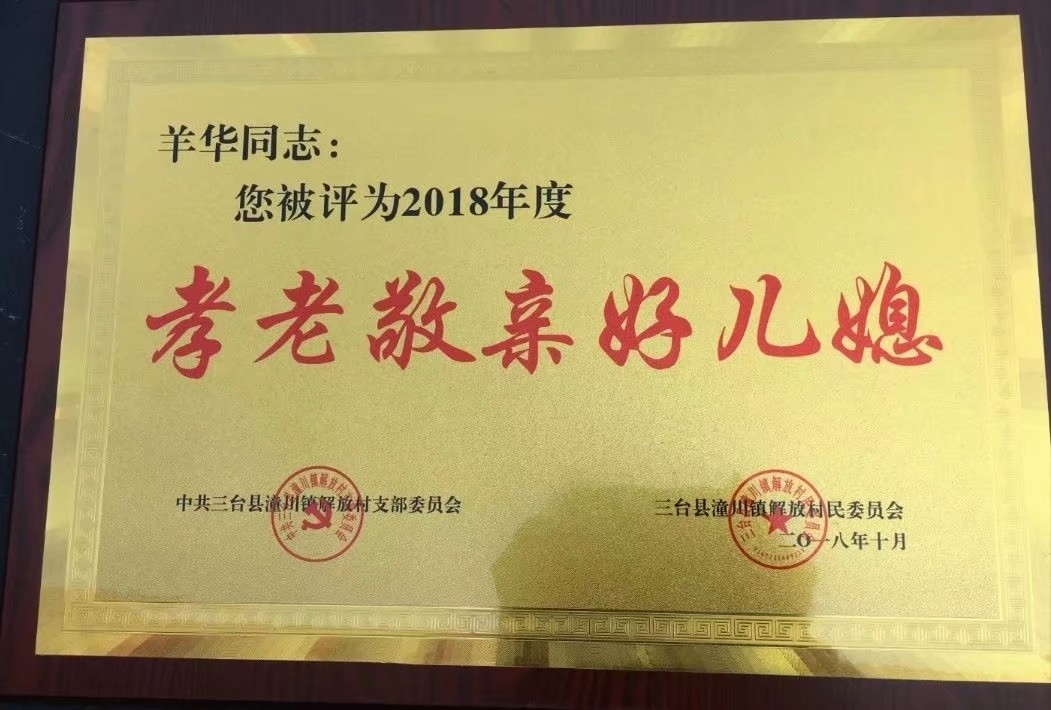 羊华同志：
您被评为2018年度
孝老敬亲好儿媳
中共三台县潼川镇解放村支部委员会
三台县潼川镇解放村民委员会
二〇一八年十月